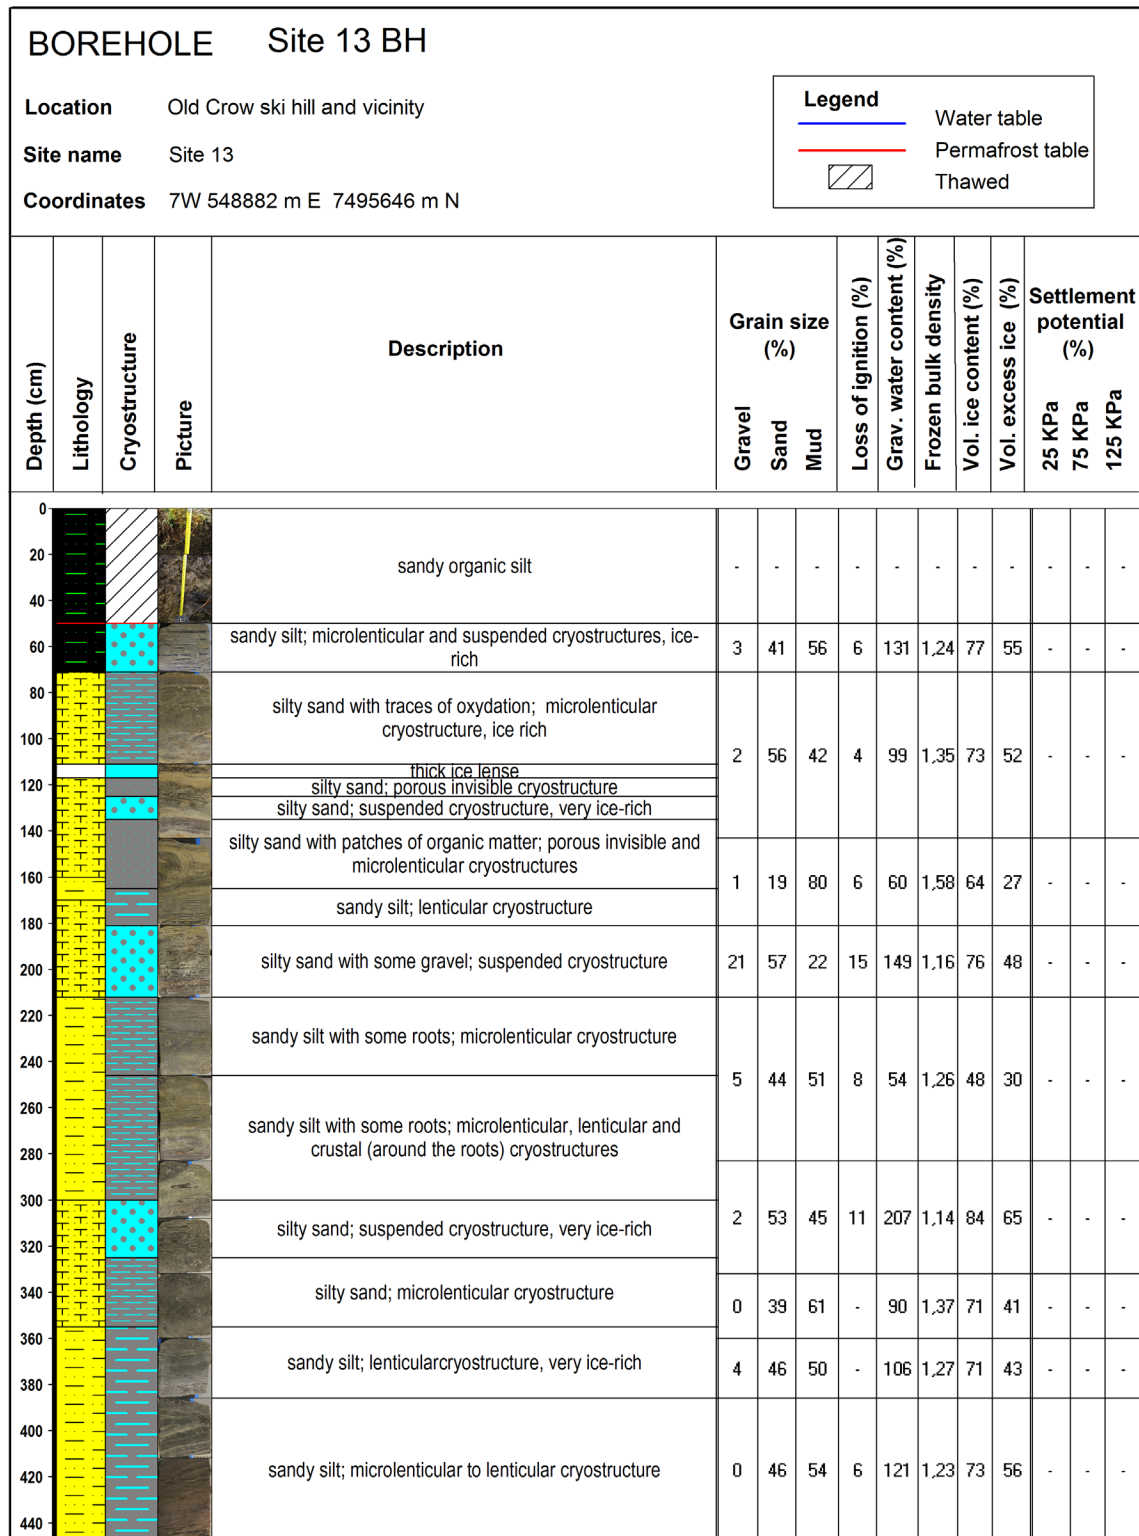 BOREHOLE Site 13 BH
Location Old Crow ski hill and vicinity
Site name Site 13
Coordinates 7W 548882 m E 7495646 m N
Legend
Water table
Permafrost table
Thawed
Depth (cm)
Lithology
Cryostructure
Picture
Description
Grain size
(%)
Gravel
Sand
Mud
Loss of ignition (%)
Grav. water content (%)
Frozen bulk density
Vol. ice content (%)
Vol. excess ice (%)
Settlement
potential
(%)
25 KPa
75 KPa
125 KPa
0
20
sandy organic silt - - - - - - - - - - -
40
sandy silt; microlenticular and suspended cryostructures, ice-
rich
60
3 41 56 6 131 1,24 77 55 - - -
80
silty sand with traces of oxydation; microlenticular
cryostructure, ice rich
100
2 56 42 4 99 1,35 73 52 - - -
thick ice lense
120
silty sand; porous invisible cryostructure
silty sand; suspended cryostructure, very ice-rich
140
silty sand with patches of organic matter; porous invisible and
microlenticular cryostructures
160
1 19 80 6 60 1,58 64 27 - - -
sandy silt; lenticular cryostructure
180
silty sand with some gravel; suspended cryostructure 21 57 22 15 149 1,16 76 48 - - -
200
220
sandy silt with some roots; microlenticular cryostructure
240
5 44 51 8 54 1,26 48 30 - - -
260
sandy silt with some roots; microlenticular, lenticular and
crustal (around the roots) cryostructures
280
300
2 53 45 11 207 1,14 84 65 - - -
silty sand; suspended cryostructure, very ice-rich
320
silty sand; microlenticular cryostructure
340
0 39 61 - 90 1,37 71 41 - - -
360
sandy silt; lenticularcryostructure, very ice-rich
4 46 50 - 106 1,27 71 43 - - -
380
400
sandy silt; microlenticular to lenticular cryostructure 0 46 54 6 121 1,23 73 56 - - -
420
440